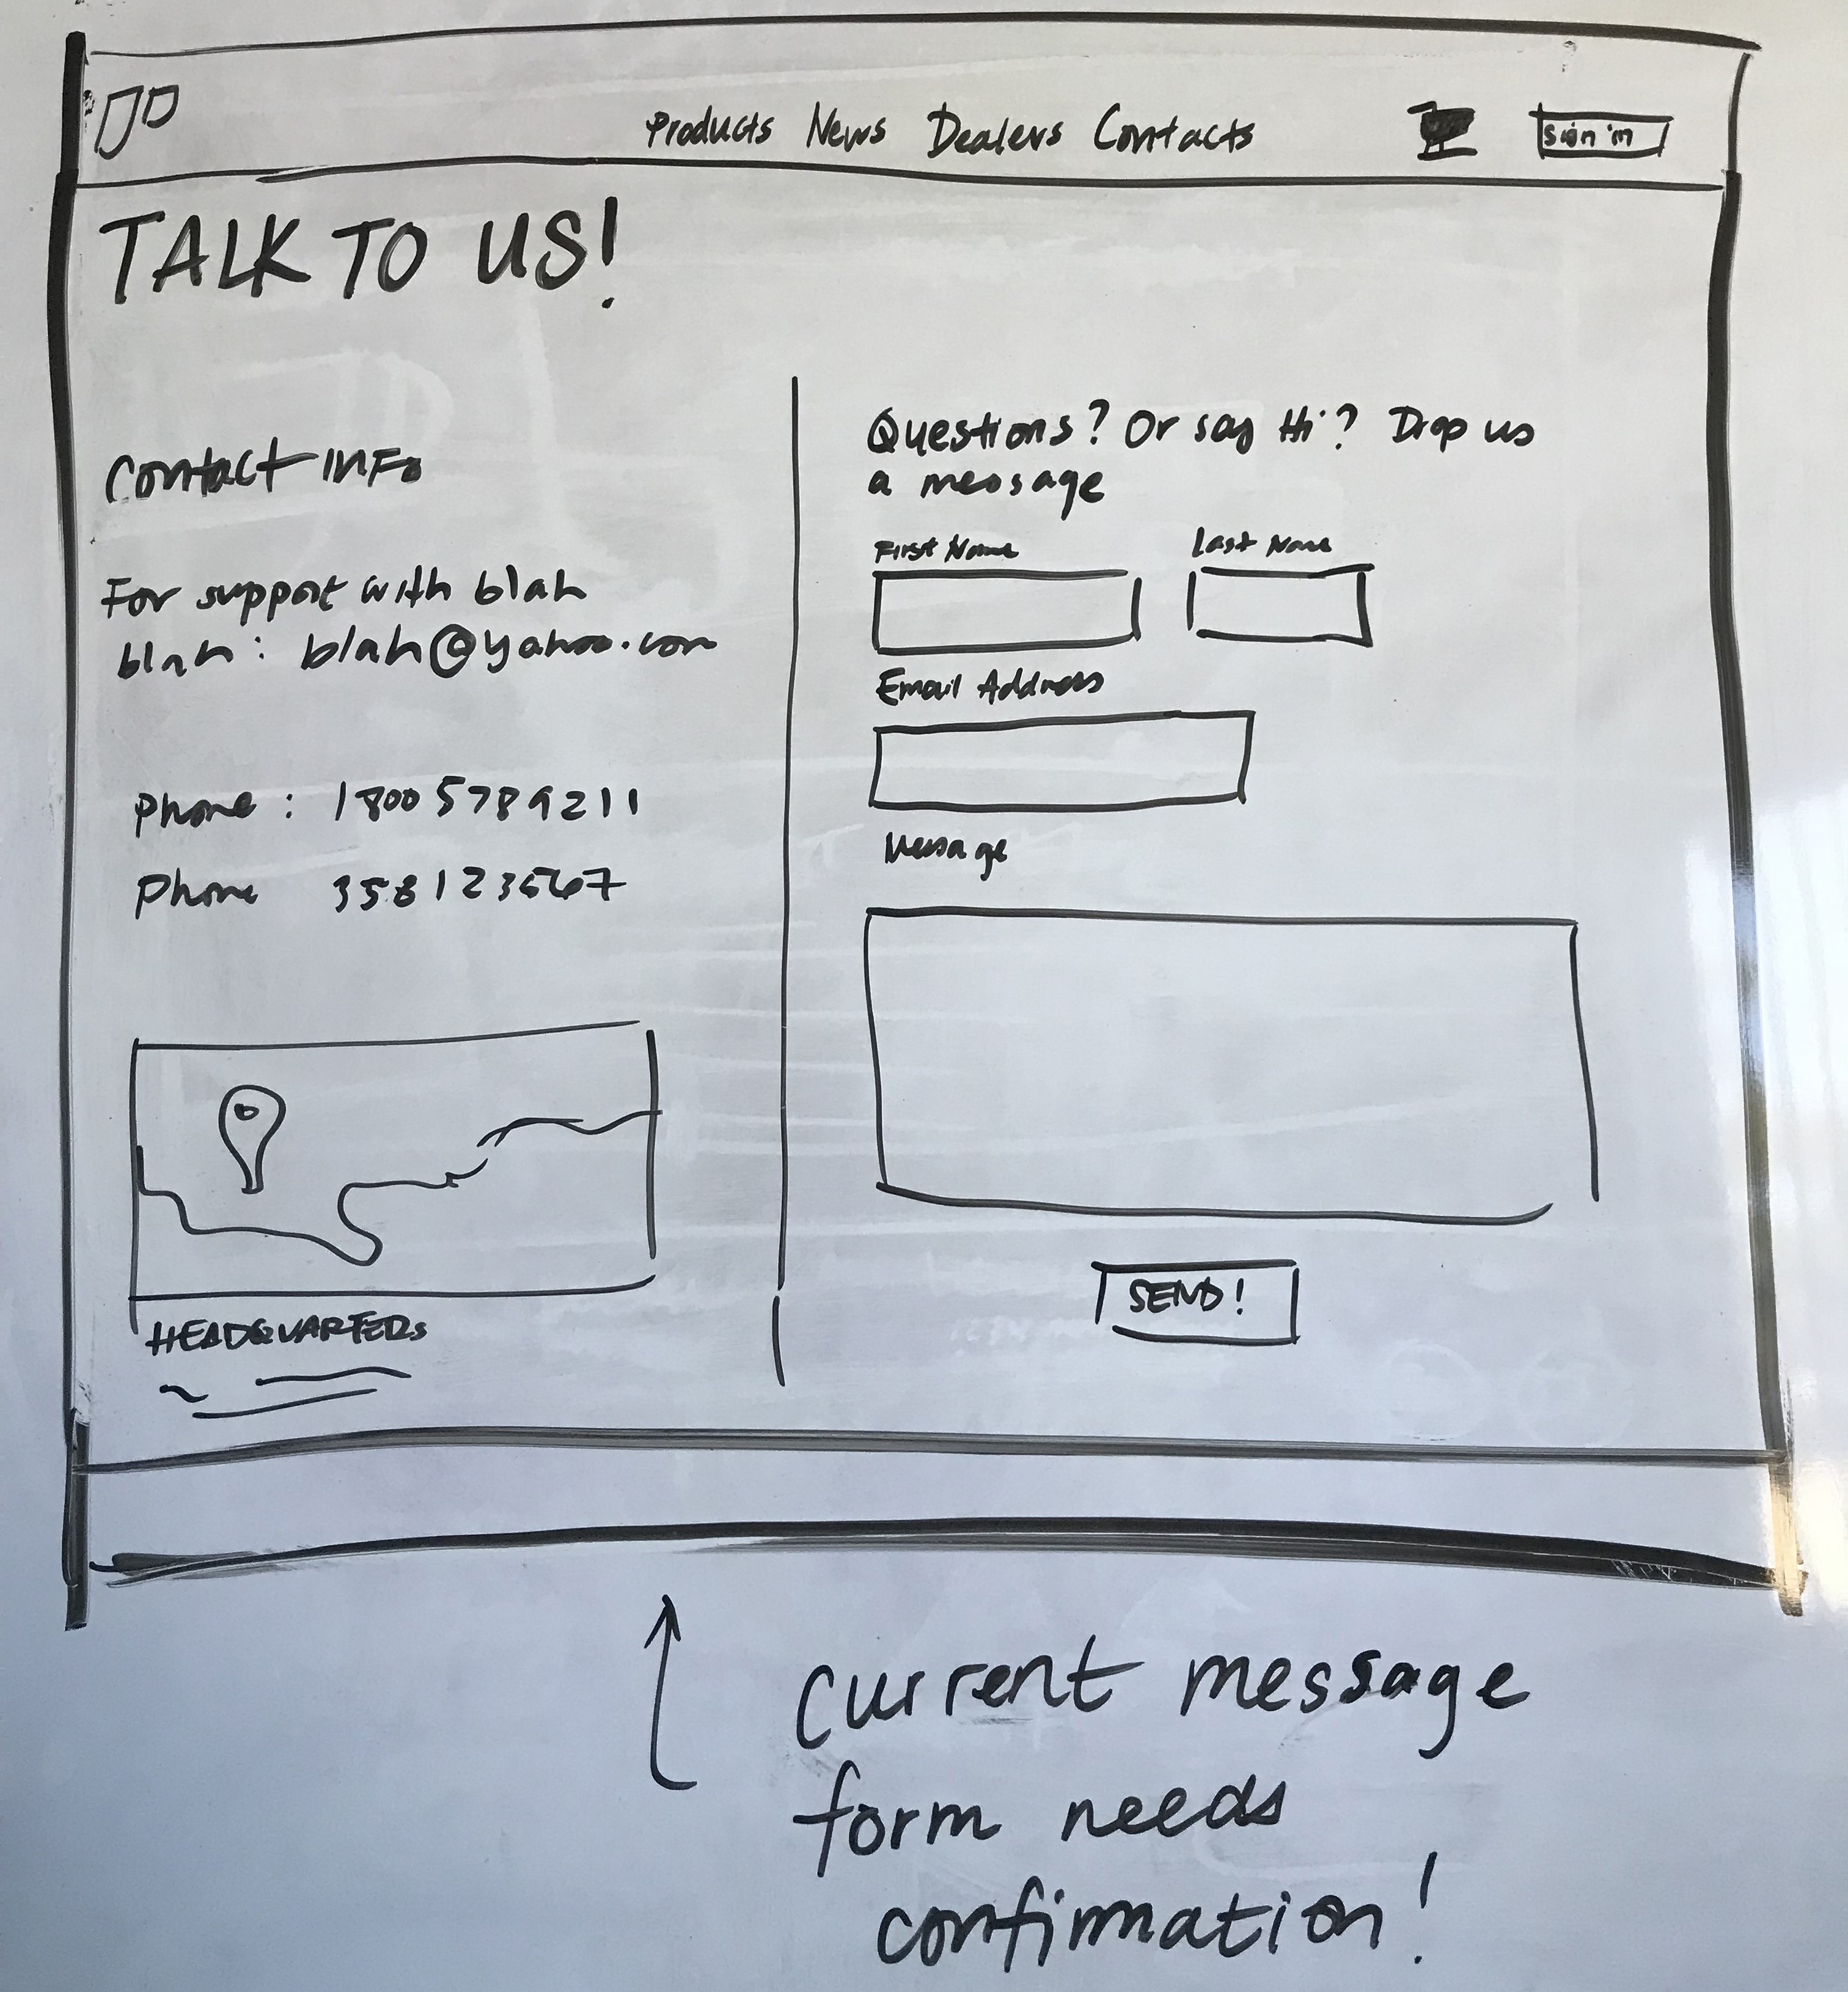 Products News Dealers Contacts
Sign in
TALK TO US!
Contact INFO
For support with blah
blah: blah@yahoo.com
Phone: 1800 5789211
Phone
HEADQUARTERS
Questions? Or say Hi? Drop us
a message
First Name
Last Name
Email Address
Message
SEND!
current message
form needs
confirmation!